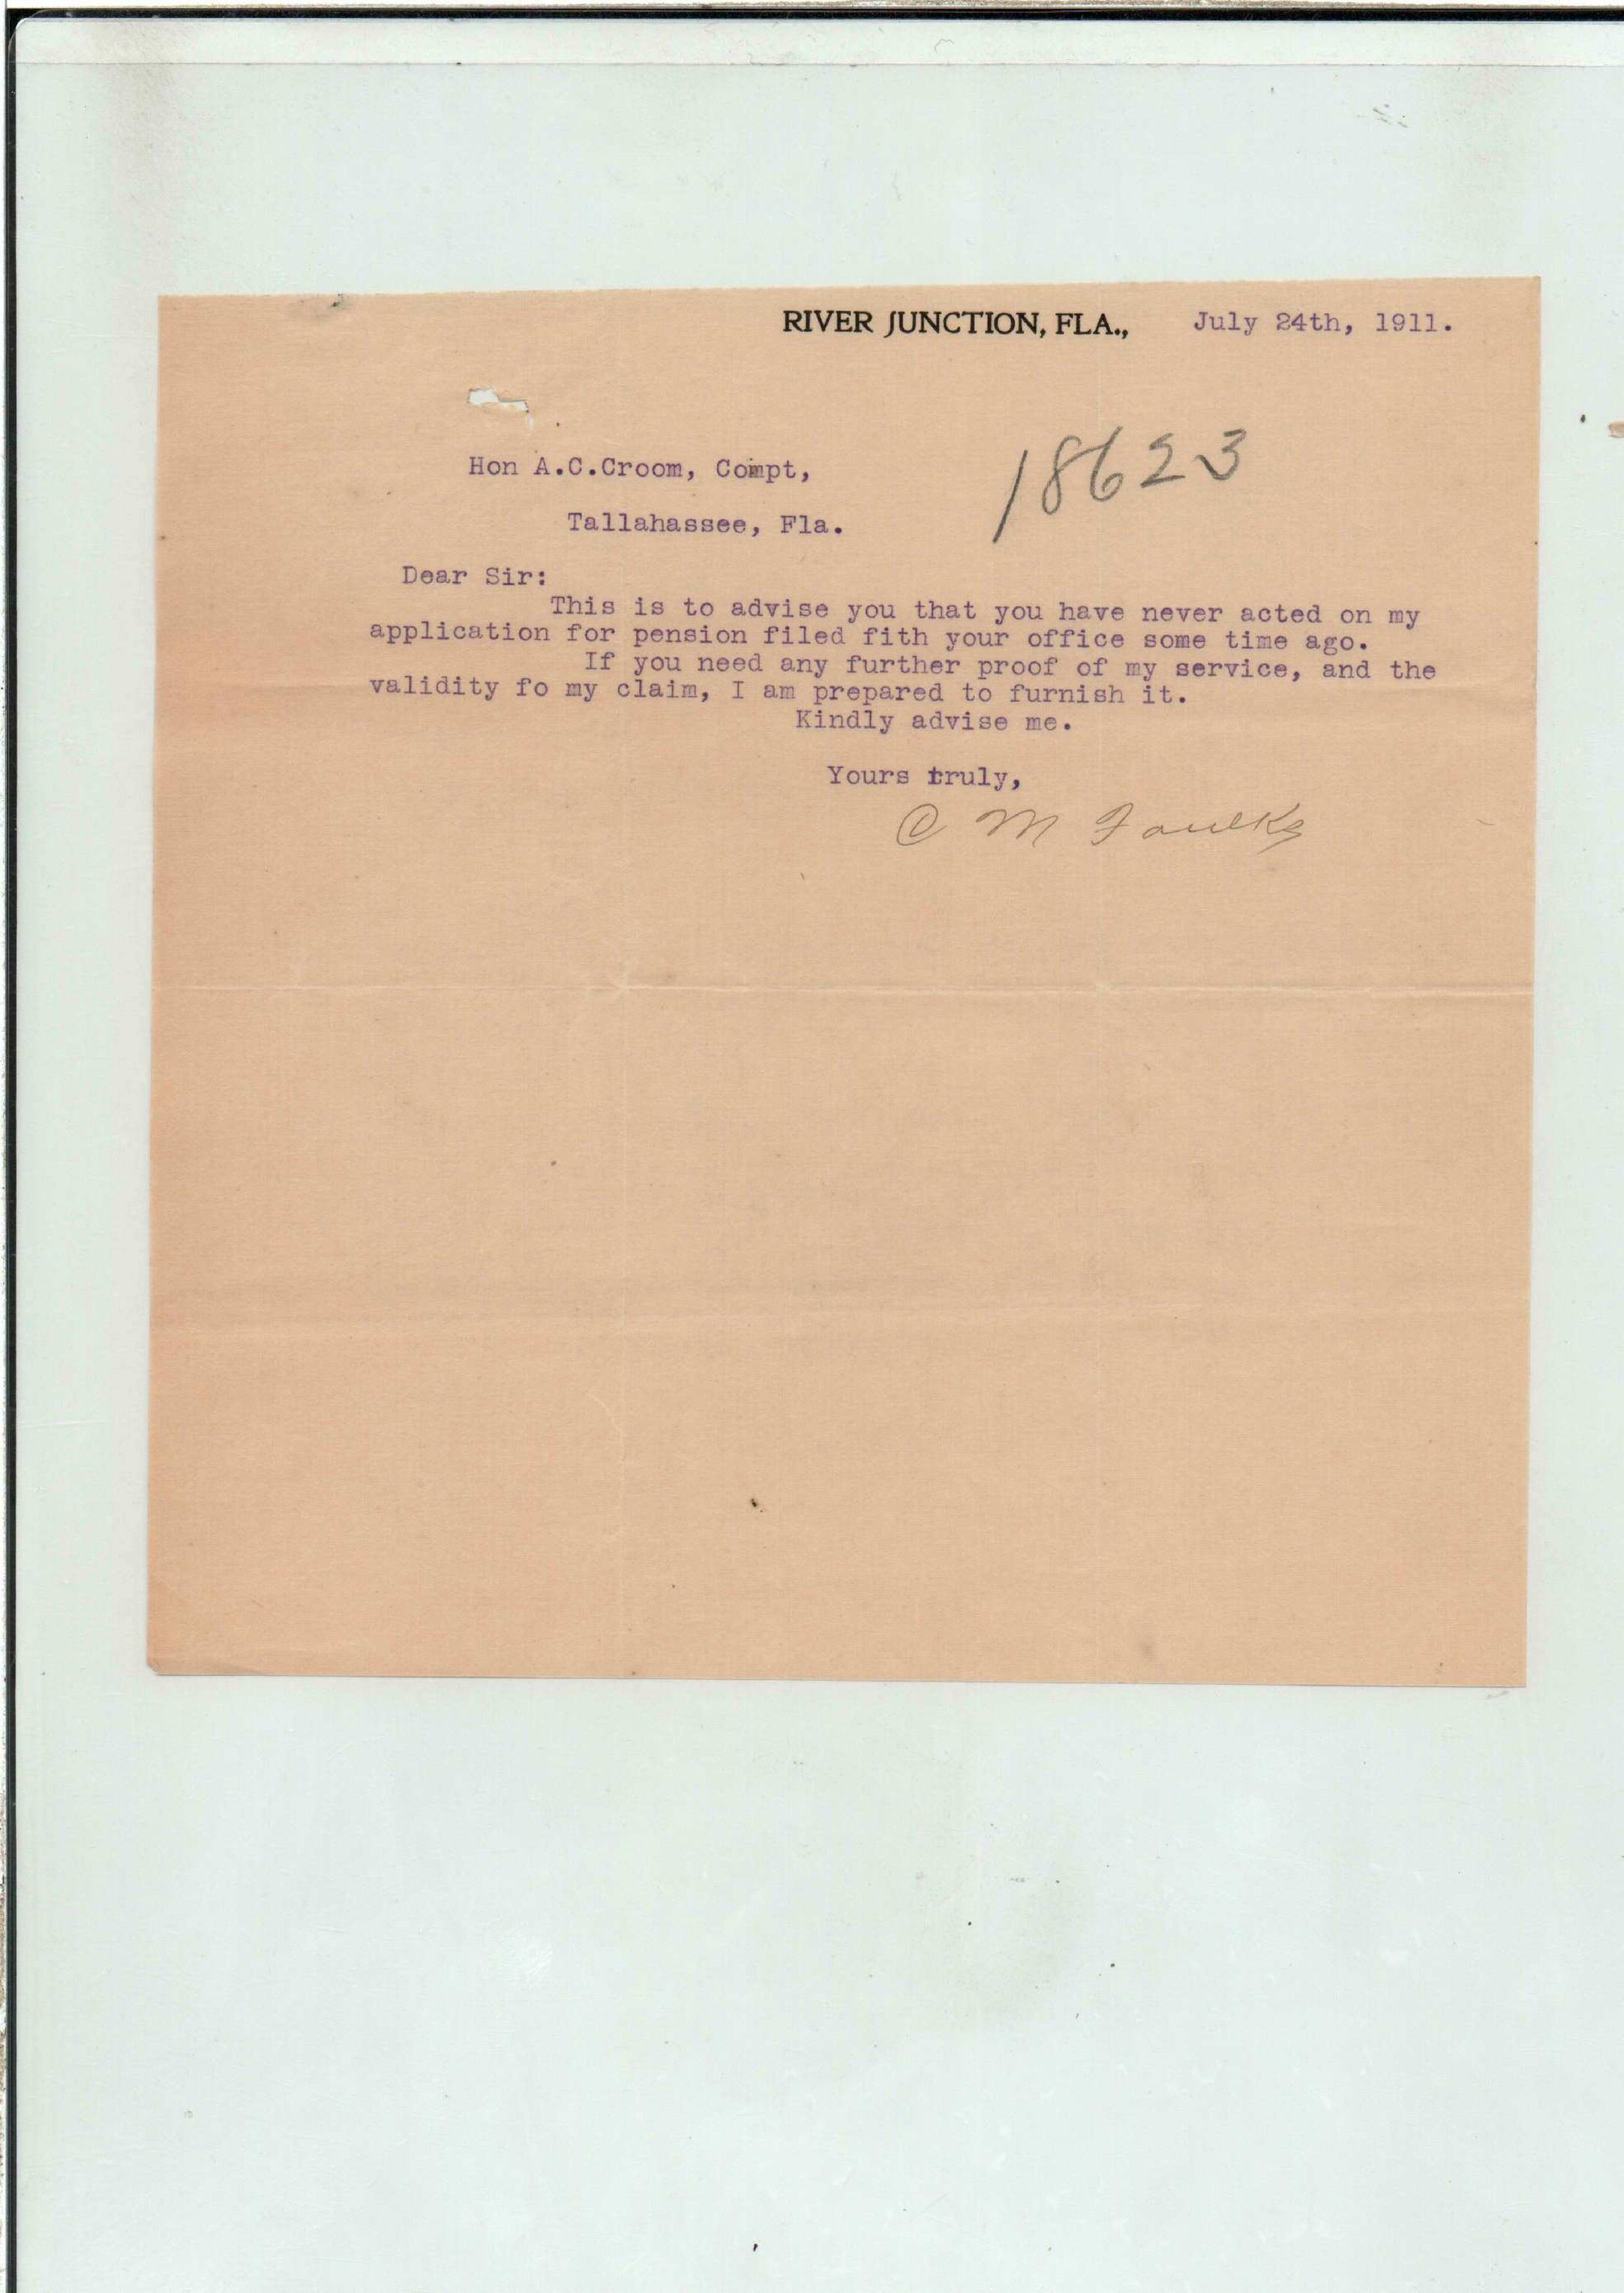 RIVER JUNCTION, FLA., July 24th, 1911.
18623
Hon A.C.Croom, Compt,
Tallahassee, Fla.
Dear Sir:
This is to advise you that you have never acted on my
application for pension filed fith your office some time ago.
If you need any further proof of my service, and the
validity fo my claim, I am prepared to furnish it.
Kindly advise me.
Yours truly,
C M Faulks